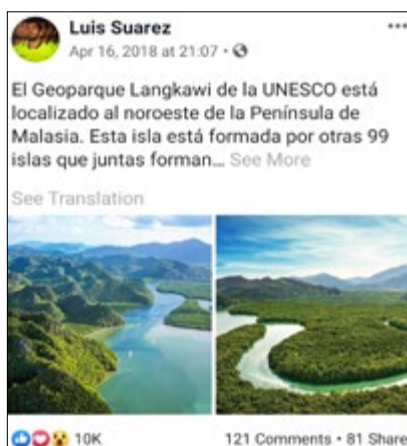 Luis Suarez
Apr 16, 2018 at 21:07 •
El Geoparque Langkawi de la UNESCO está
localizado al noroeste de la Península de
Malasia. Esta isla está formada por otras 99
islas que juntas forman... See More
See Translation
10K
121 Comments • 81 Share